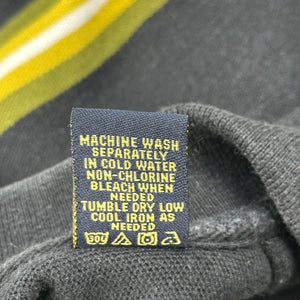 MACHINE WASH
SEPARATELY
IN COLD WATER
NON-CHLORINE
BLEACH WHEN
NEEDED
TUMBLE DRY LOW
COOL IRON AS
NEEDED